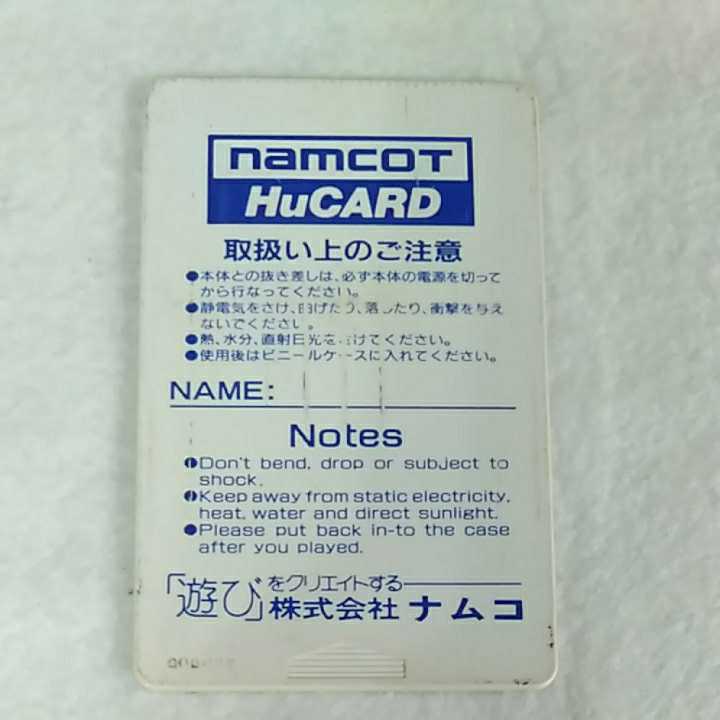 namcot
HuCARD
取扱い上のご注意
●本体との抜き差しは、必ず本体の電源を切って
から行なってください。
●静電気をさけ、曲げたり、落したり、衝撃を与え
ないでください。
●熱、水分、直射日光をさけてください。
●使用後はビニールケースに入れてください。
NAME:
Notes
●Don't bend, drop or subject to
shock.
●Keep away from static electricity,
heat, water and direct sunlight.
●Please put back in-to the case
after you played.
「遊び」をクリエイトする
株式会社ナムコ